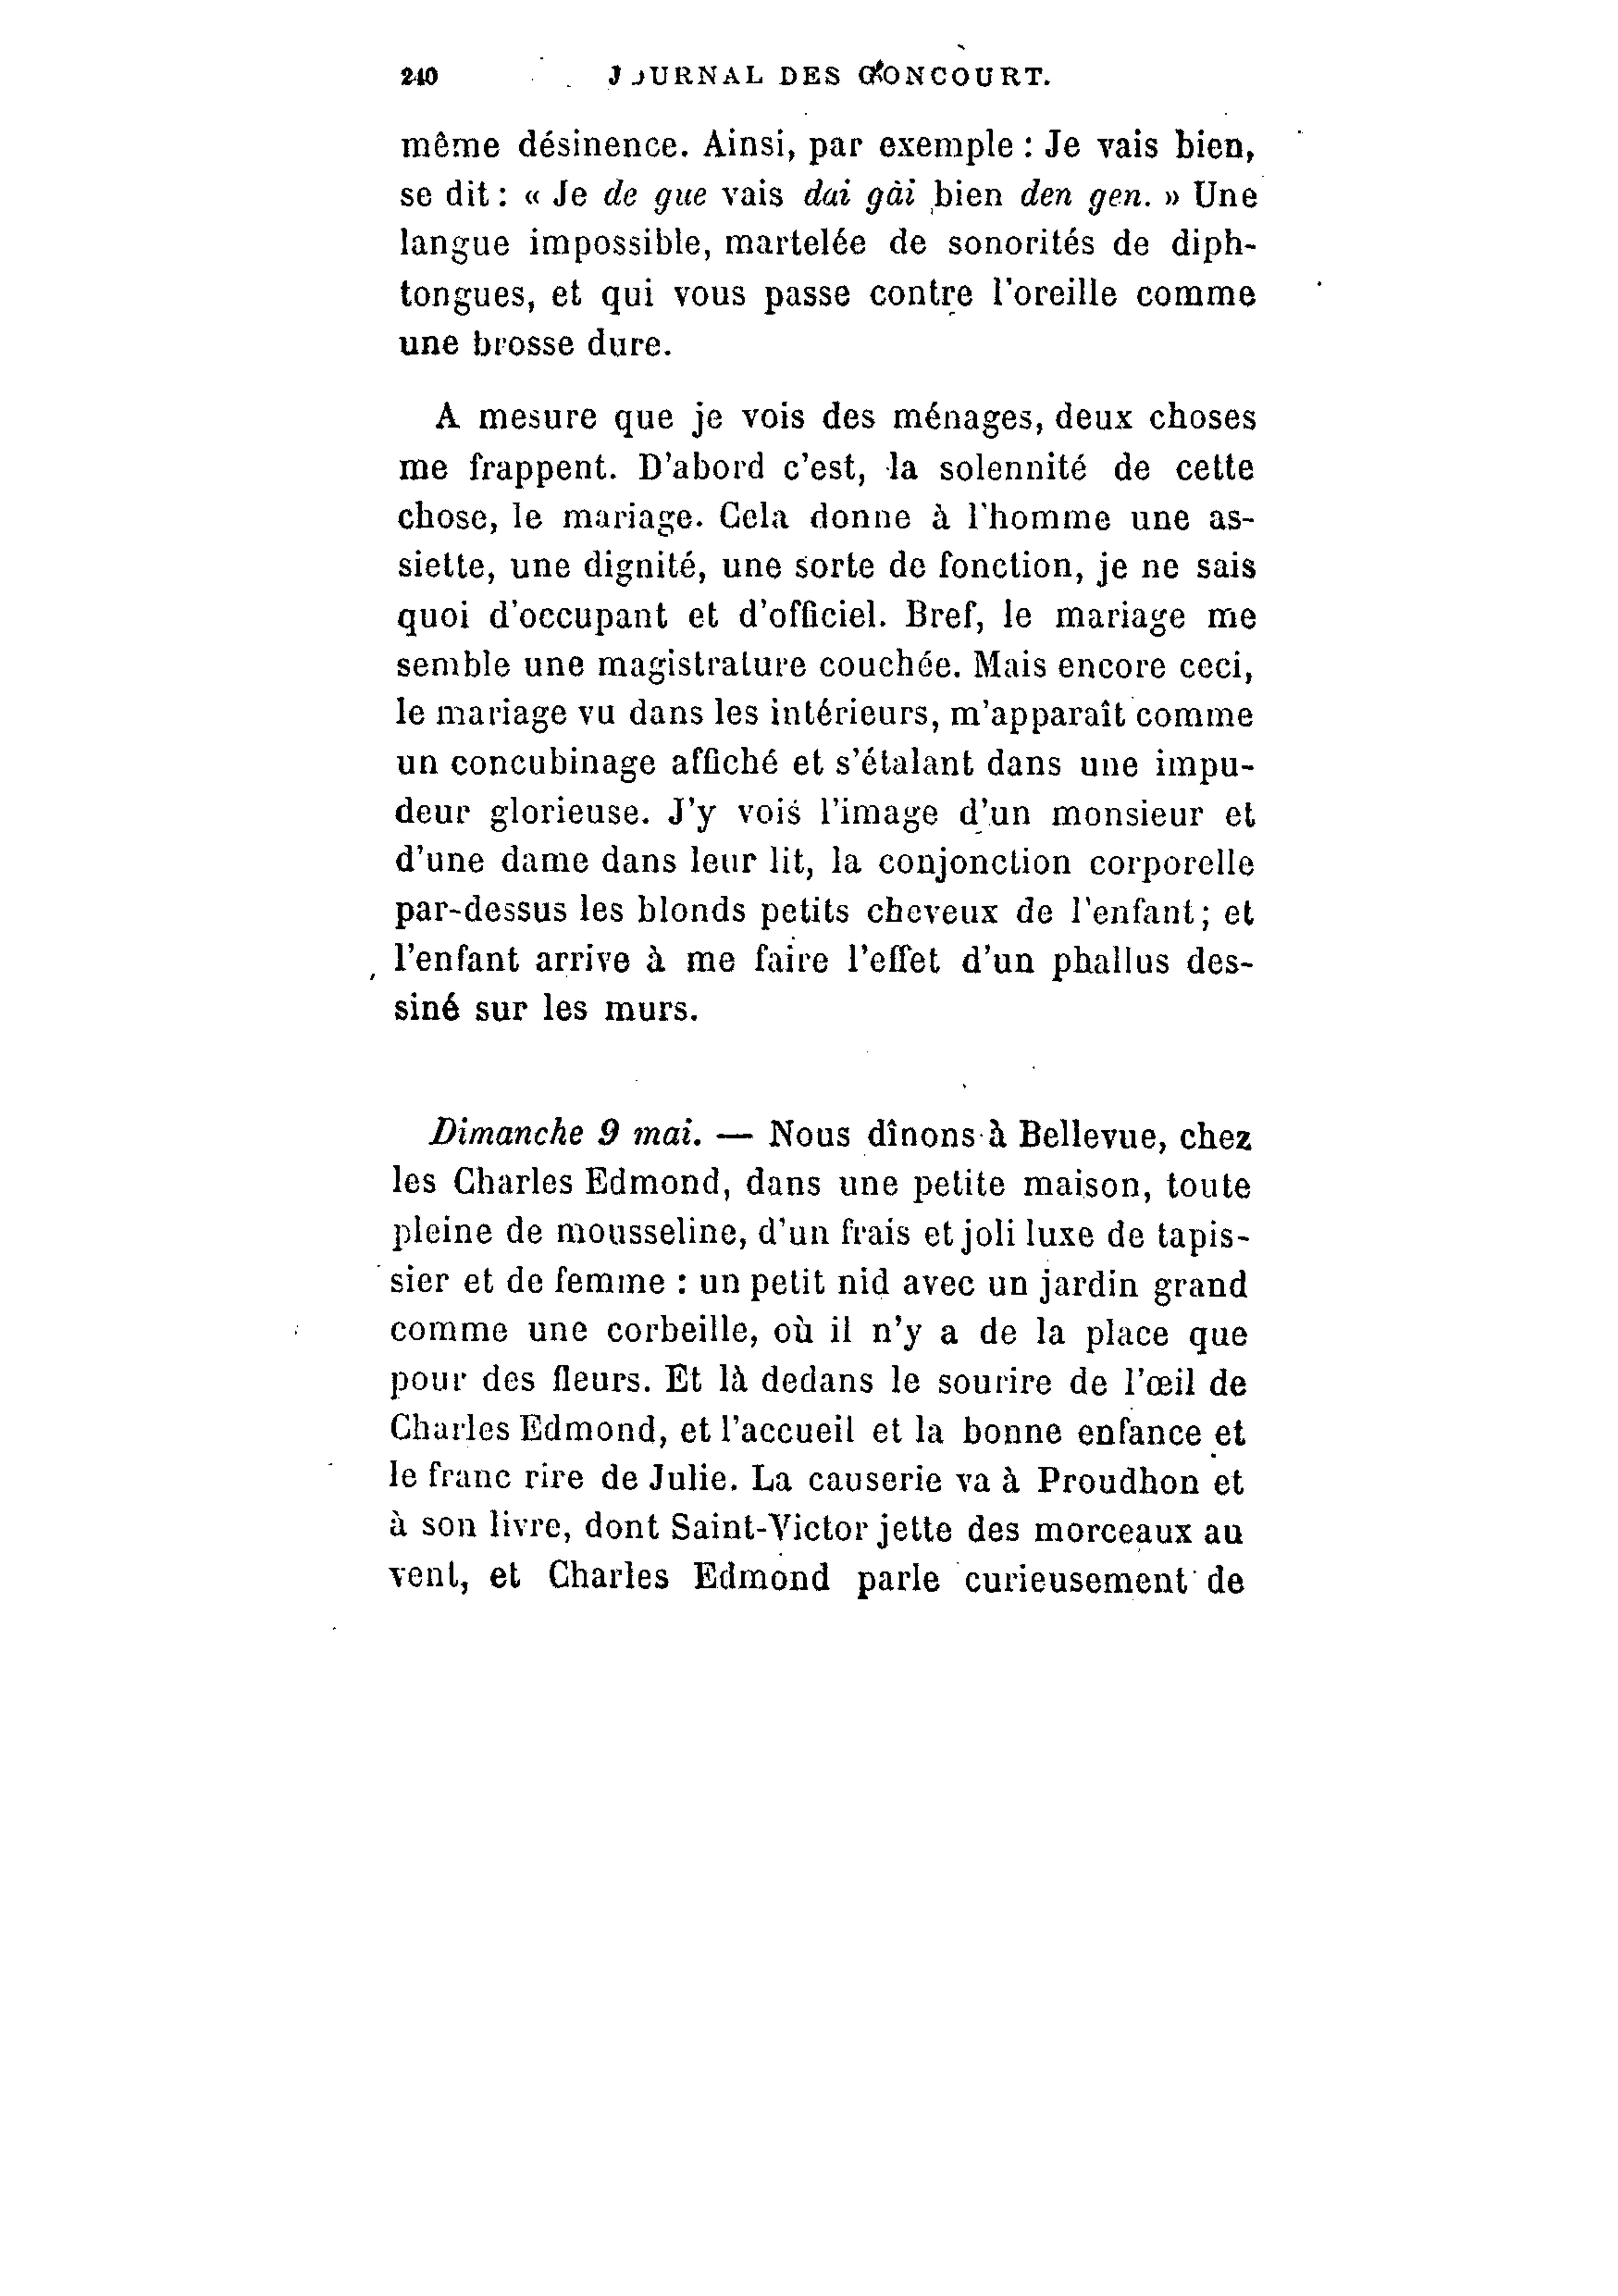 240 JOURNAL DES GONCOURT.
même désinence. Ainsi, par exemple : Je vais bien,
se dit : « Je de gue vais dai gai bien den gen. » Une
langue impossible, martelée de sonorités de diph-
tongues, et qui vous passe contre l'oreille comme
une brosse dure.
A mesure que je vois des ménages, deux choses
me frappent. D'abord c'est, la solennité de cette
chose, le mariage. Cela donne à l'homme une as-
siette, une dignité, une sorte de fonction, je ne sais
quoi d'occupant et d'officiel. Bref, le mariage me
semble une magistrature couchée. Mais encore ceci,
le mariage vu dans les intérieurs, m'apparaît comme
un concubinage affiché et s'étalant dans une impu-
deur glorieuse. J'y vois l'image d'un monsieur et
d'une dame dans leur lit, la conjonction corporelle
par-dessus les blonds petits cheveux de l'enfant; et
l'enfant arrive à me faire l'effet d'un phallus des-
siné sur les murs.
Dimanche 9 mai. — Nous dînons à Bellevue, chez
les Charles Edmond, dans une petite maison, toute
pleine de mousseline, d'un frais et joli luxe de tapis-
sier et de femme : un petit nid avec un jardin grand
comme une corbeille, où il n'y a de la place que
pour des fleurs. Et là dedans le sourire de l'œil de
Charles Edmond, et l'accueil et la bonne enfance et
le franc rire de Julie. La causerie va à Proudhon et
à son livre, dont Saint-Victor jette des morceaux au
vent, et Charles Edmond parle curieusement de